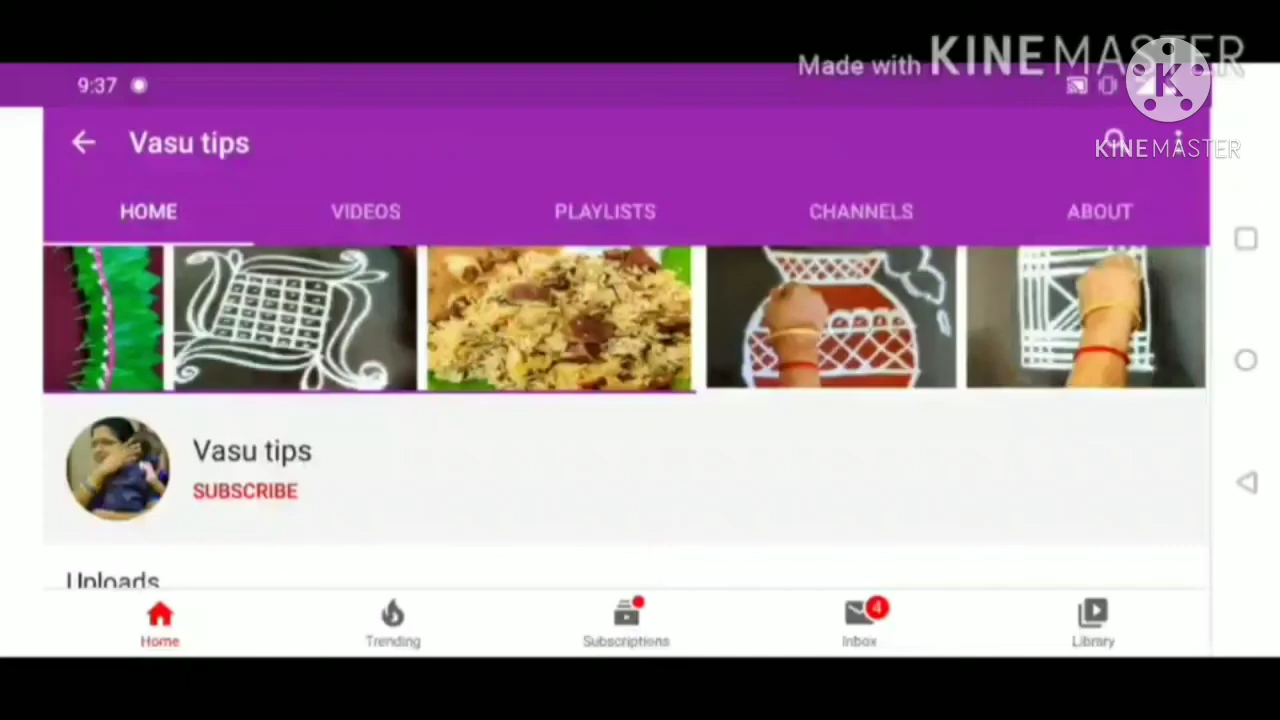 Made with KINEMASTER
K
KINEMASTER
9:37
Vasu tips
HOME VIDEOS PLAYLISTS CHANNELS ABOUT
Vasu tips
SUBSCRIBE
Uploads
4
Home Trending Subscriptions Inbox Library